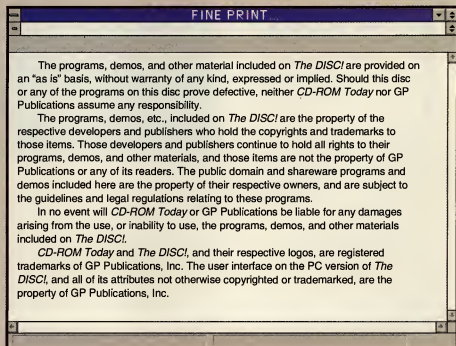 FINE PRINT...
The programs, demos, and other material included on The DISC! are provided on
an "as is" basis, without warranty of any kind, expressed or implied. Should this disc
or any of the programs on this disc prove defective, neither CD-ROM Today nor GP
Publications assume any responsibility.
The programs, demos, etc., included on The DISC! are the property of the
respective developers and publishers who hold the copyrights and trademarks to
those items. Those developers and publishers continue to hold all rights to their
programs, demos, and other materials, and those items are not the property of GP
Publications or any of its readers. The public domain and shareware programs and
demos included here are the property of their respective owners, and are subject to
the guidelines and legal regulations relating to these programs.
In no event will CD-ROM Today or GP Publications be liable for any damages
arising from the use, or inability to use, the programs, demos, and other materials
included on The DISC!.
CD-ROM Today and The DISC!, and their respective logos, are registered
trademarks of GP Publications, Inc. The user interface on the PC version of The
DISC!, and all of its attributes not otherwise copyrighted or trademarked, are the
property of GP Publications, Inc.